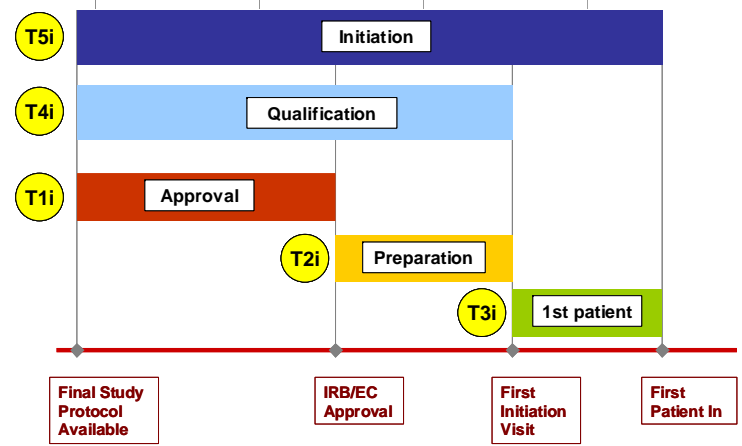 T5i
Initiation
T4i
Qualification
T1i
Approval
T2i
Preparation
T3i
1st patient
Final Study
Protocol
Available
IRB/EC
Approval
First
Initiation
Visit
First
Patient In